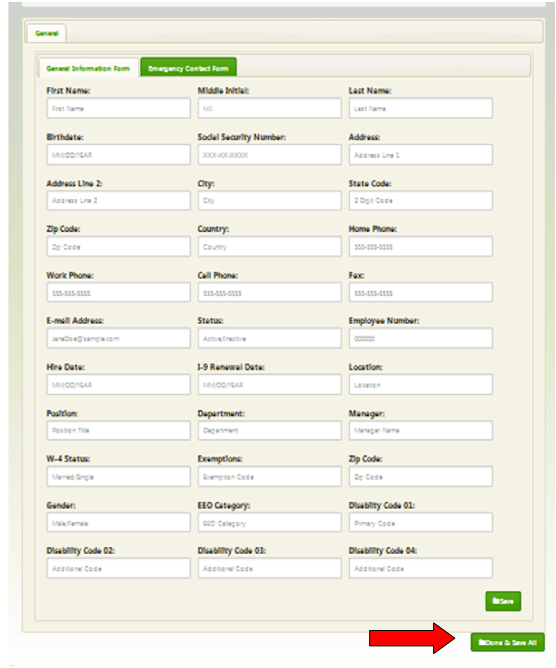 General
General Information Form Emergency Contact Form
First Name: Middle Initial: Last Name:
First Name M.I. Last Name
Birthdate: Social Security Number: Address:
MM/DD/YEAR XXX-XX-XXXX Address Line 1
Address Line 2: City: State Code:
Address Line 2 City 2 Digit Code
Zip Code: Country: Home Phone:
Zip Code Country 555-555-5555
Work Phone: Cell Phone: Fax:
555-555-5555 555-555-5555 555-555-5555
E-mail Address: Status: Employee Number:
JaneDoe@sample.com Active/Inactive 000000
Hire Date: I-9 Renewal Date: Location:
MM/DD/YEAR MM/DD/YEAR Location
Position: Department: Manager:
Position Title Department Manager Name
W-4 Status: Exemptions: Zip Code:
Married/Single Exemption Code Zip Code
Gender: EEO Category: Disablity Code 01:
Male/Female EEO Category Primary Code
Disability Code 02: Disability Code 03: Disability Code 04:
Additional Code Additional Code Additional Code
Save
Done & Save All